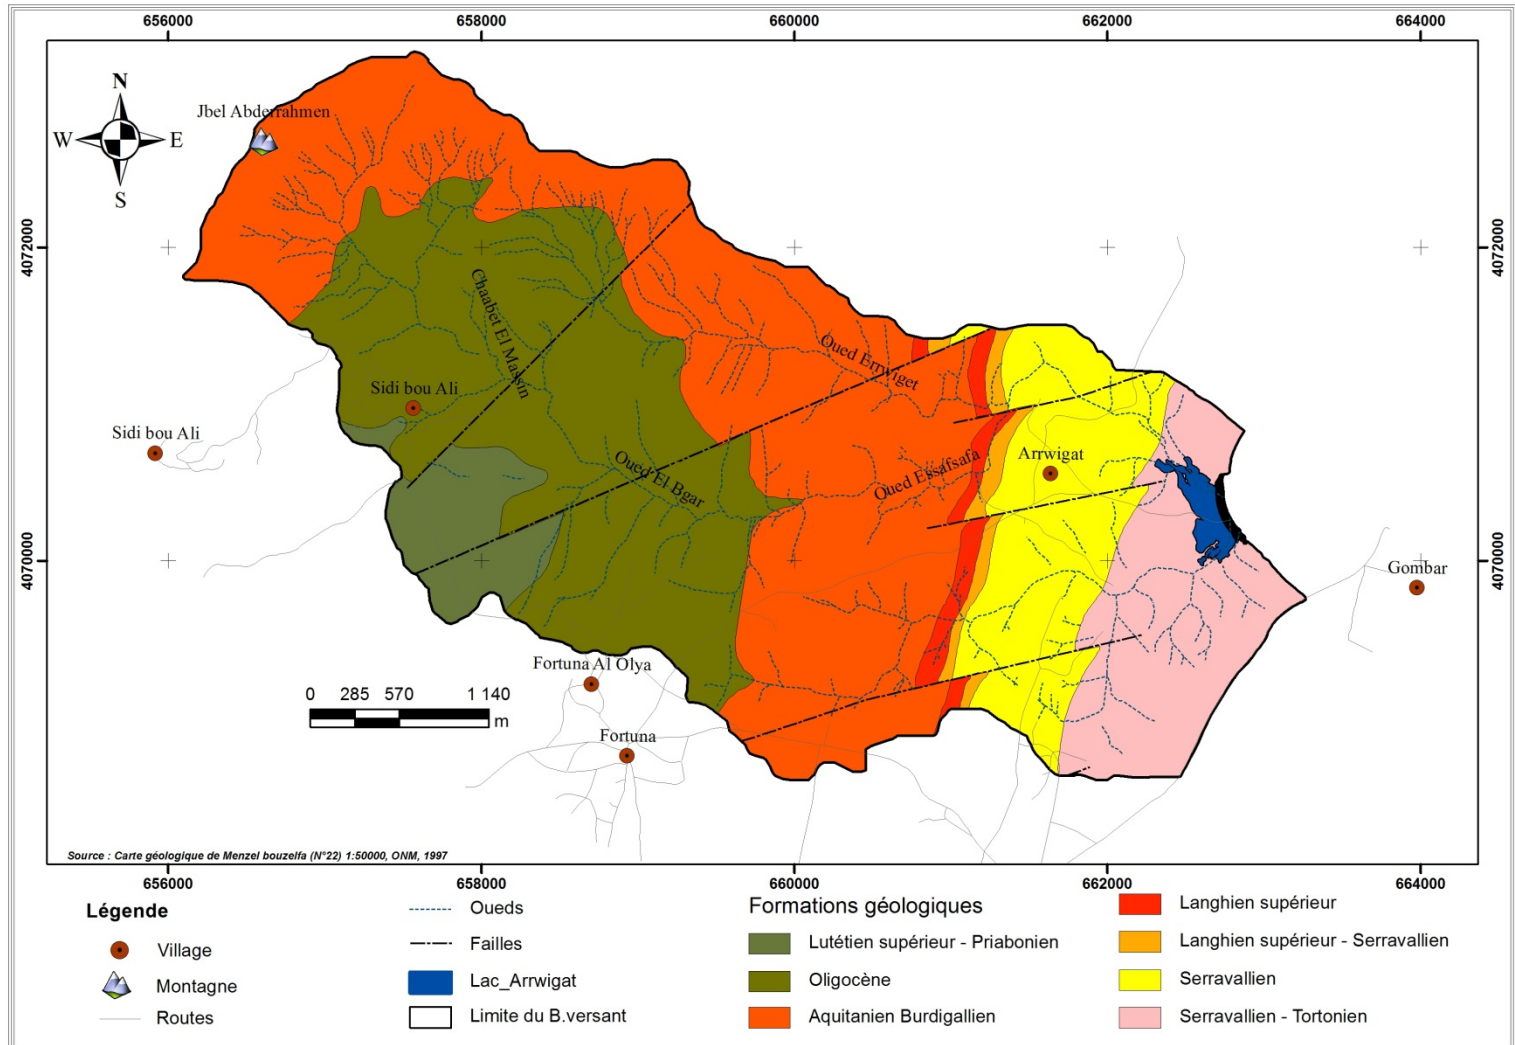 656000 658000 660000 662000 664000
N
W E
S
Jbel Abderrahmen
4072000 4072000
Chaabet El Massin
Oued Errwiget
Sidi bou Ali
Sidi bou Ali
Oued El Bgar
Oued Essafsafa
Arrwigat
4070000 4070000
Gombar
Fortuna Al Olya
0 285 570 1 140
m
Fortuna
Source : Carte géologique de Menzel bouzelfa (N°22) 1:50000, ONM, 1997
656000 658000 660000 662000 664000
Légende
Village
Montagne
Routes
Oueds
Failles
Lac_Arrwigat
Limite du B.versant
Formations géologiques
Lutétien supérieur - Priabonien
Oligocène
Aquitanien Burdigallien
Langhien supérieur
Langhien supérieur - Serravallien
Serravallien
Serravallien - Tortonien